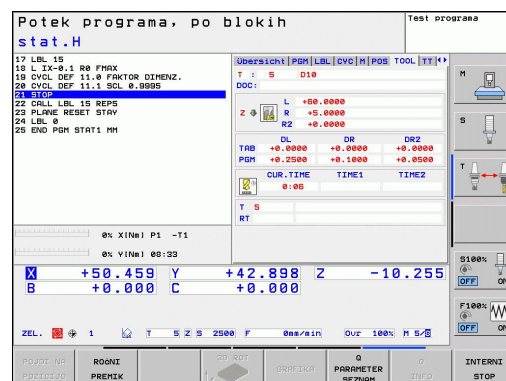 Potek programa, po blokih
Test programa
stat.H
17 LBL 15
18 L IX-0.1 R0 FMAX
19 CYCL DEF 11.0 FAKTOR DIMENZ.
20 CYCL DEF 11.1 SCL 0.9995
21 STOP
22 CALL LBL 15 REP5
23 PLANE RESET STAY
24 LBL 0
25 END PGM STAT1 MM
Übersicht PGM LBL CYC M POS TOOL TT
T : 5 D10
DOC:
L +50.0000
Z R +5.0000
R2 +0.0000
DL DR DR2
TAB +0.0000 +0.0000 +0.0000
PGM +0.2500 +0.1000 +0.0500
CUR.TIME TIME1 TIME2
0:06
T 5
RT
0% X[Nm] P1 -T1
0% Y[Nm] 08:33
X +50.459 Y +42.898 Z -10.255
B +0.000 C +0.000
ZEL. 1 T 5 Z S 2500 F 0mm/min Ovr 100% M 5/8
M
S
T
S100%
OFF ON
F100%
OFF ON
POJDI NA POZICIJO
ROČNI PREMIK
3D ROT
GRAFIKA
Q PARAMETER SEZNAM
Q INFO
INTERNI STOP